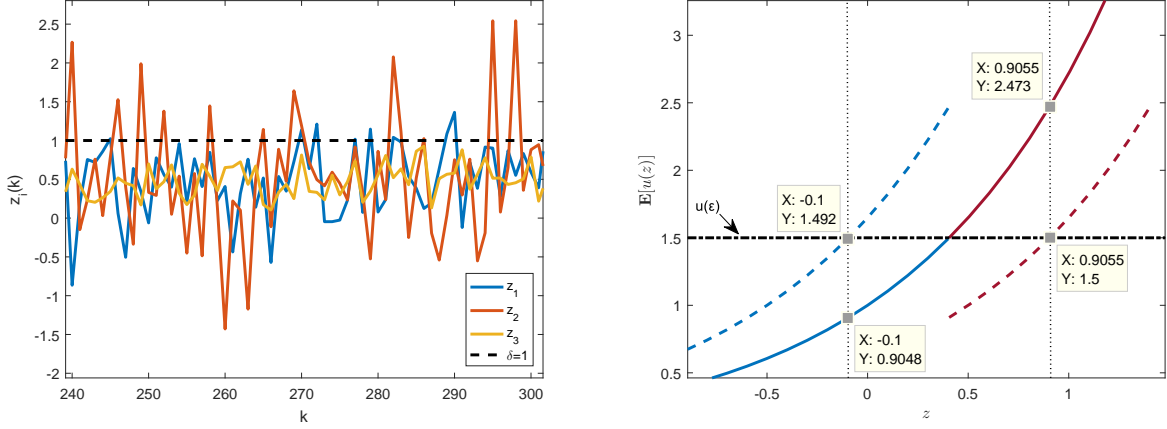 2.5
2
1.5
1
0.5
0
-0.5
-1
-1.5
-2
z_i(k)
240
250
260
270
280
290
300
k
z_1
z_2
z_3
δ=1
3
2.5
2
1.5
1
0.5
E[u(z)]
-0.5
0
0.5
1
z
u(ε)
X: 0.9055
Y: 2.473
X: -0.1
Y: 1.492
X: 0.9055
Y: 1.5
X: -0.1
Y: 0.9048